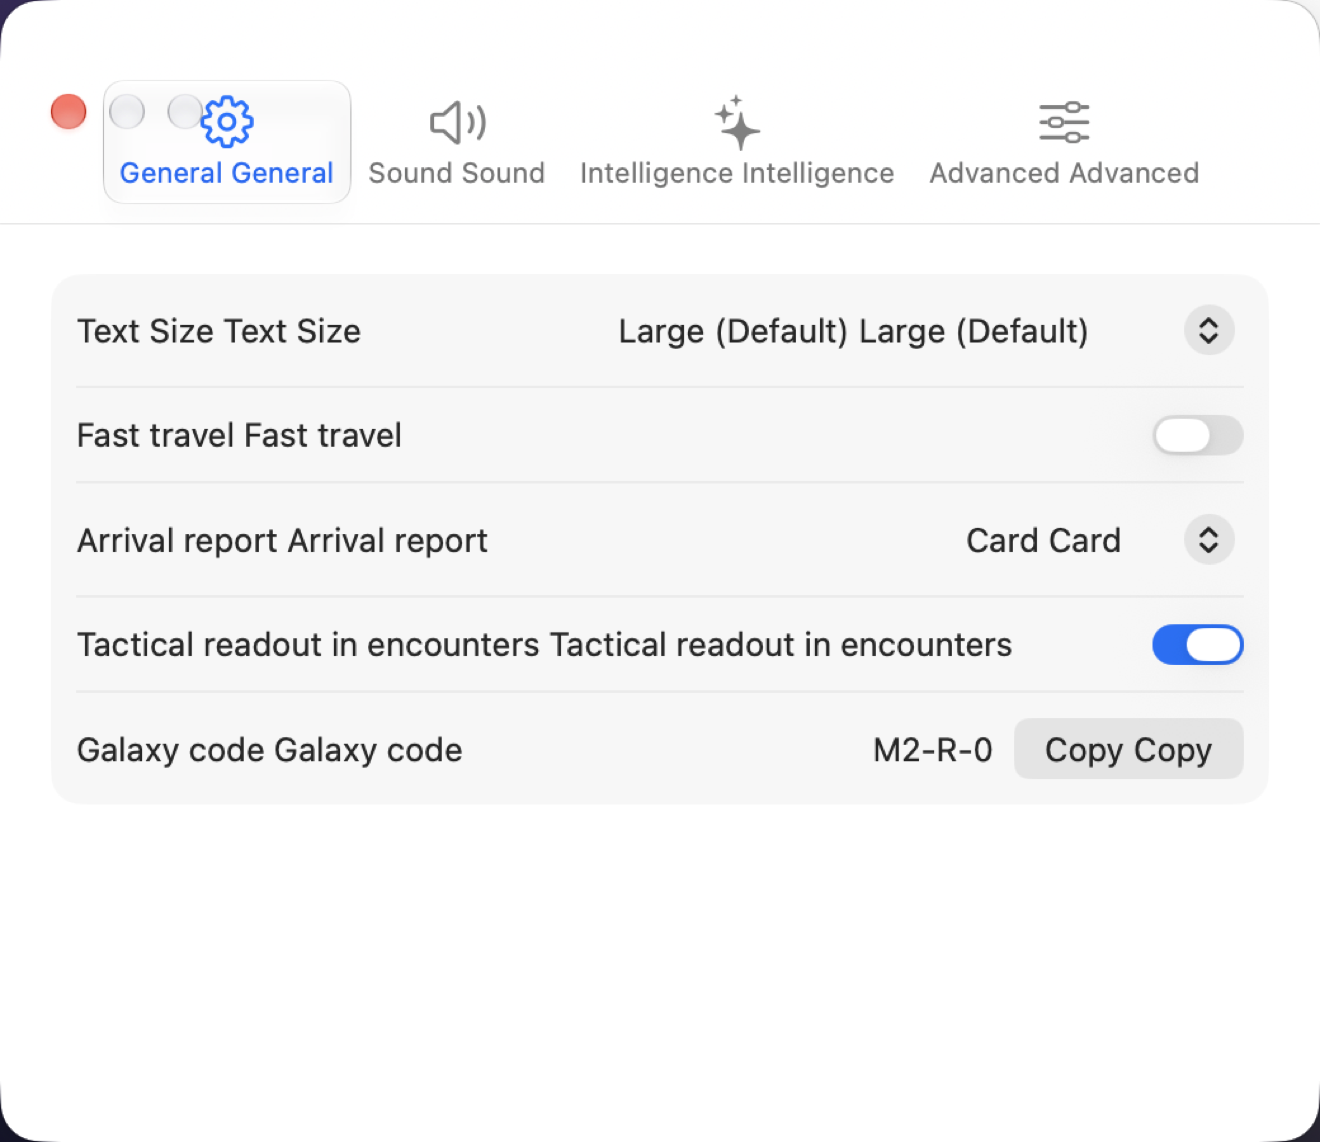 General General
Sound Sound
Intelligence Intelligence
Advanced Advanced
Text Size Text Size
Large (Default) Large (Default)
Fast travel Fast travel
Arrival report Arrival report
Card Card
Tactical readout in encounters Tactical readout in encounters
Galaxy code Galaxy code
M2-R-0
Copy Copy